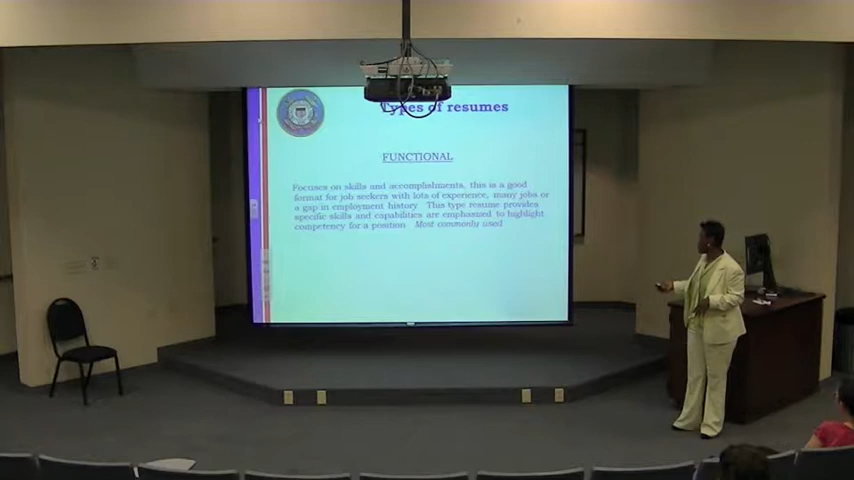 Types of resumes
FUNCTIONAL
Focuses on skills and accomplishments, this is a good
format for job seekers with lots of experience, many jobs or
a gap in employment history  This type resume provides
specific skills and capabilities are emphasized to highlight
competency for a position  Most commonly used